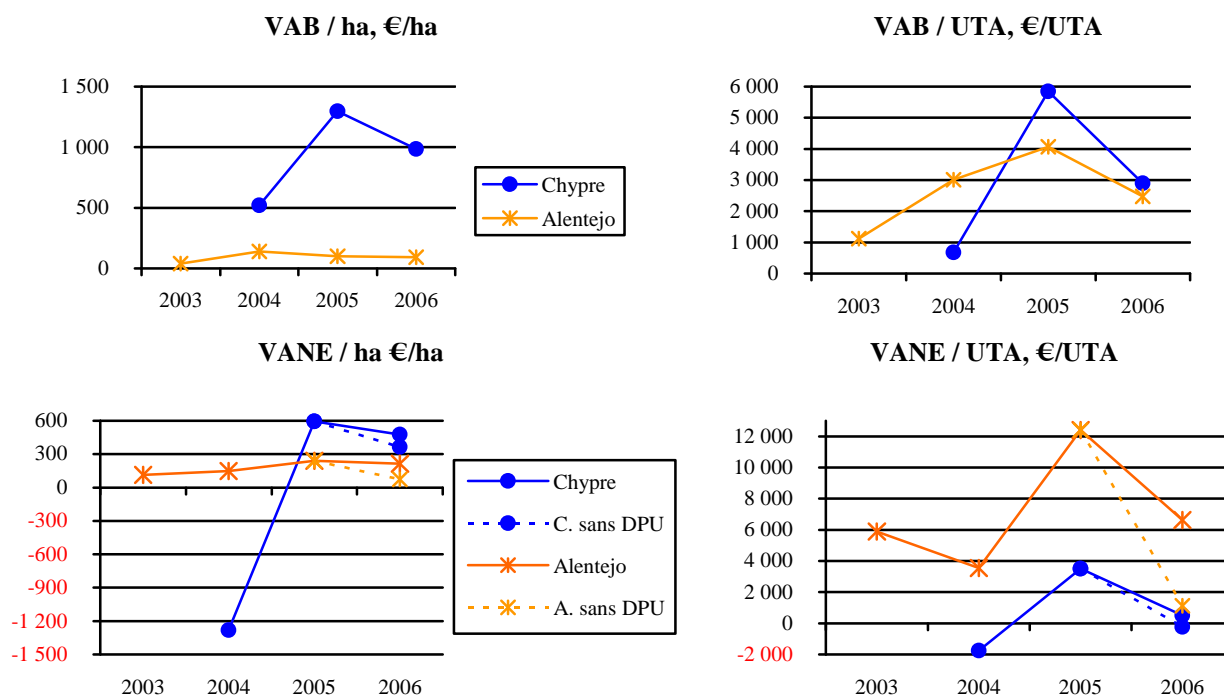 VAB / ha, €/ha
1 500
1 000
500
0
2003 2004 2005 2006
Chypre
Alentejo
VAB / UTA, €/UTA
6 000
5 000
4 000
3 000
2 000
1 000
0
2003 2004 2005 2006
VANE / ha €/ha
600
300
0
-300
-600
-900
-1 200
-1 500
2003 2004 2005 2006
Chypre
C. sans DPU
Alentejo
A. sans DPU
VANE / UTA, €/UTA
12 000
10 000
8 000
6 000
4 000
2 000
0
-2 000
2003 2004 2005 2006